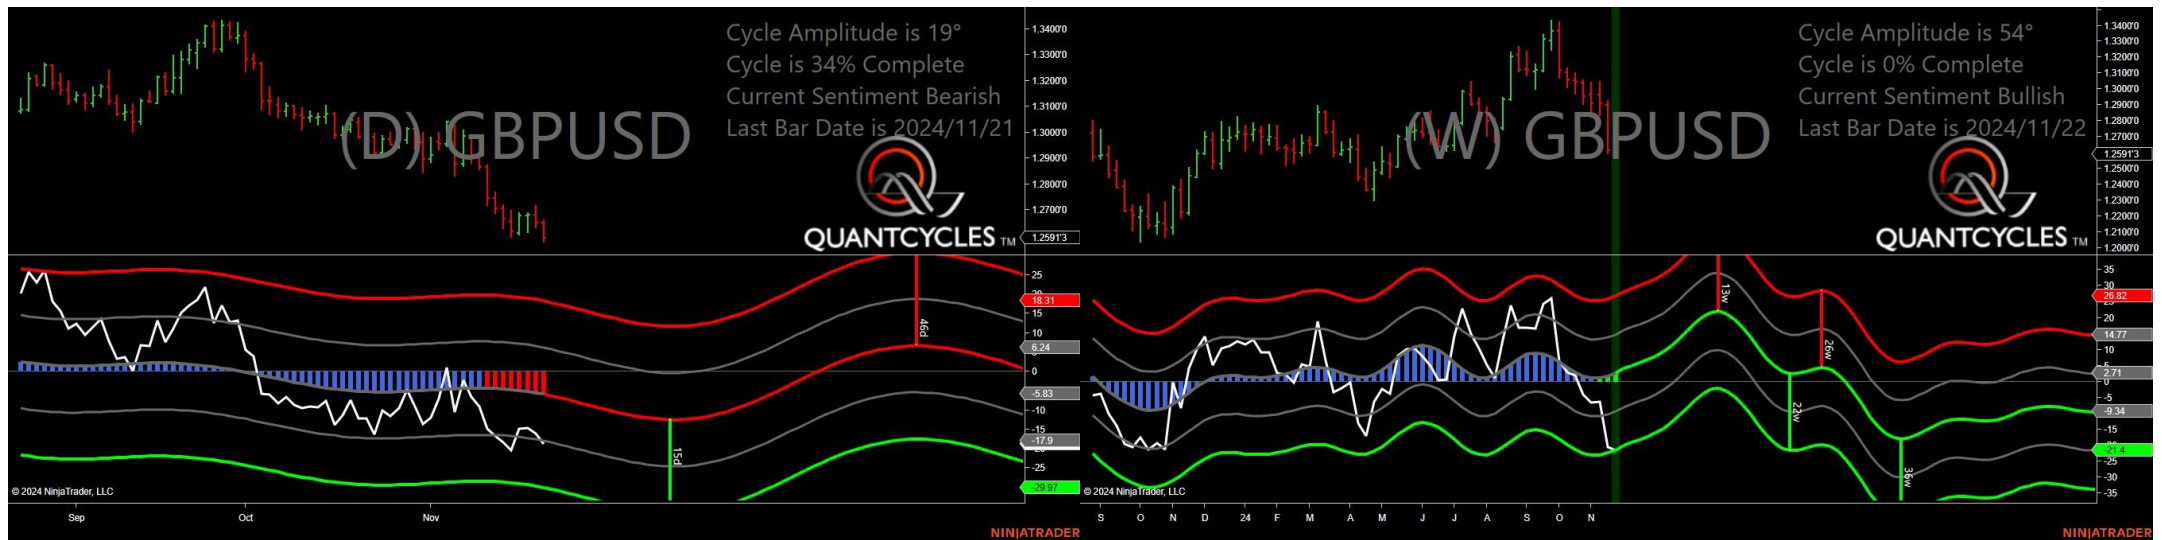 Cycle Amplitude is 19°
Cycle is 34% Complete
Current Sentiment Bearish
Last Bar Date is 2024/11/21
(D) GBPUSD
QUANTCYCLES TM
1.3400'0
1.3300'0
1.3200'0
1.3100'0
1.3000'0
1.2900'0
1.2800'0
1.2700'0
1.2591'3
25
18.31
15
10
6.24
0
-5.83
-10
-15
-17.9
-25
-29.97
46d
15d
© 2024 NinjaTrader, LLC
Sep Oct Nov
NINJATRADER
Cycle Amplitude is 54°
Cycle is 0% Complete
Current Sentiment Bullish
Last Bar Date is 2024/11/22
(W) GBPUSD
QUANTCYCLES TM
1.3400'0
1.3300'0
1.3200'0
1.3100'0
1.3000'0
1.2900'0
1.2800'0
1.2700'0
1.2591'3
1.2500'0
1.2400'0
1.2300'0
1.2200'0
1.2100'0
1.2000'0
35
30
26.82
20
14.77
10
2.71
0
-5
-9.34
-15
-21.4
-25
-30
-35
13w
26w
22w
36w
© 2024 NinjaTrader, LLC
S O N D 24 F M A M J J A S O N
NINJATRADER